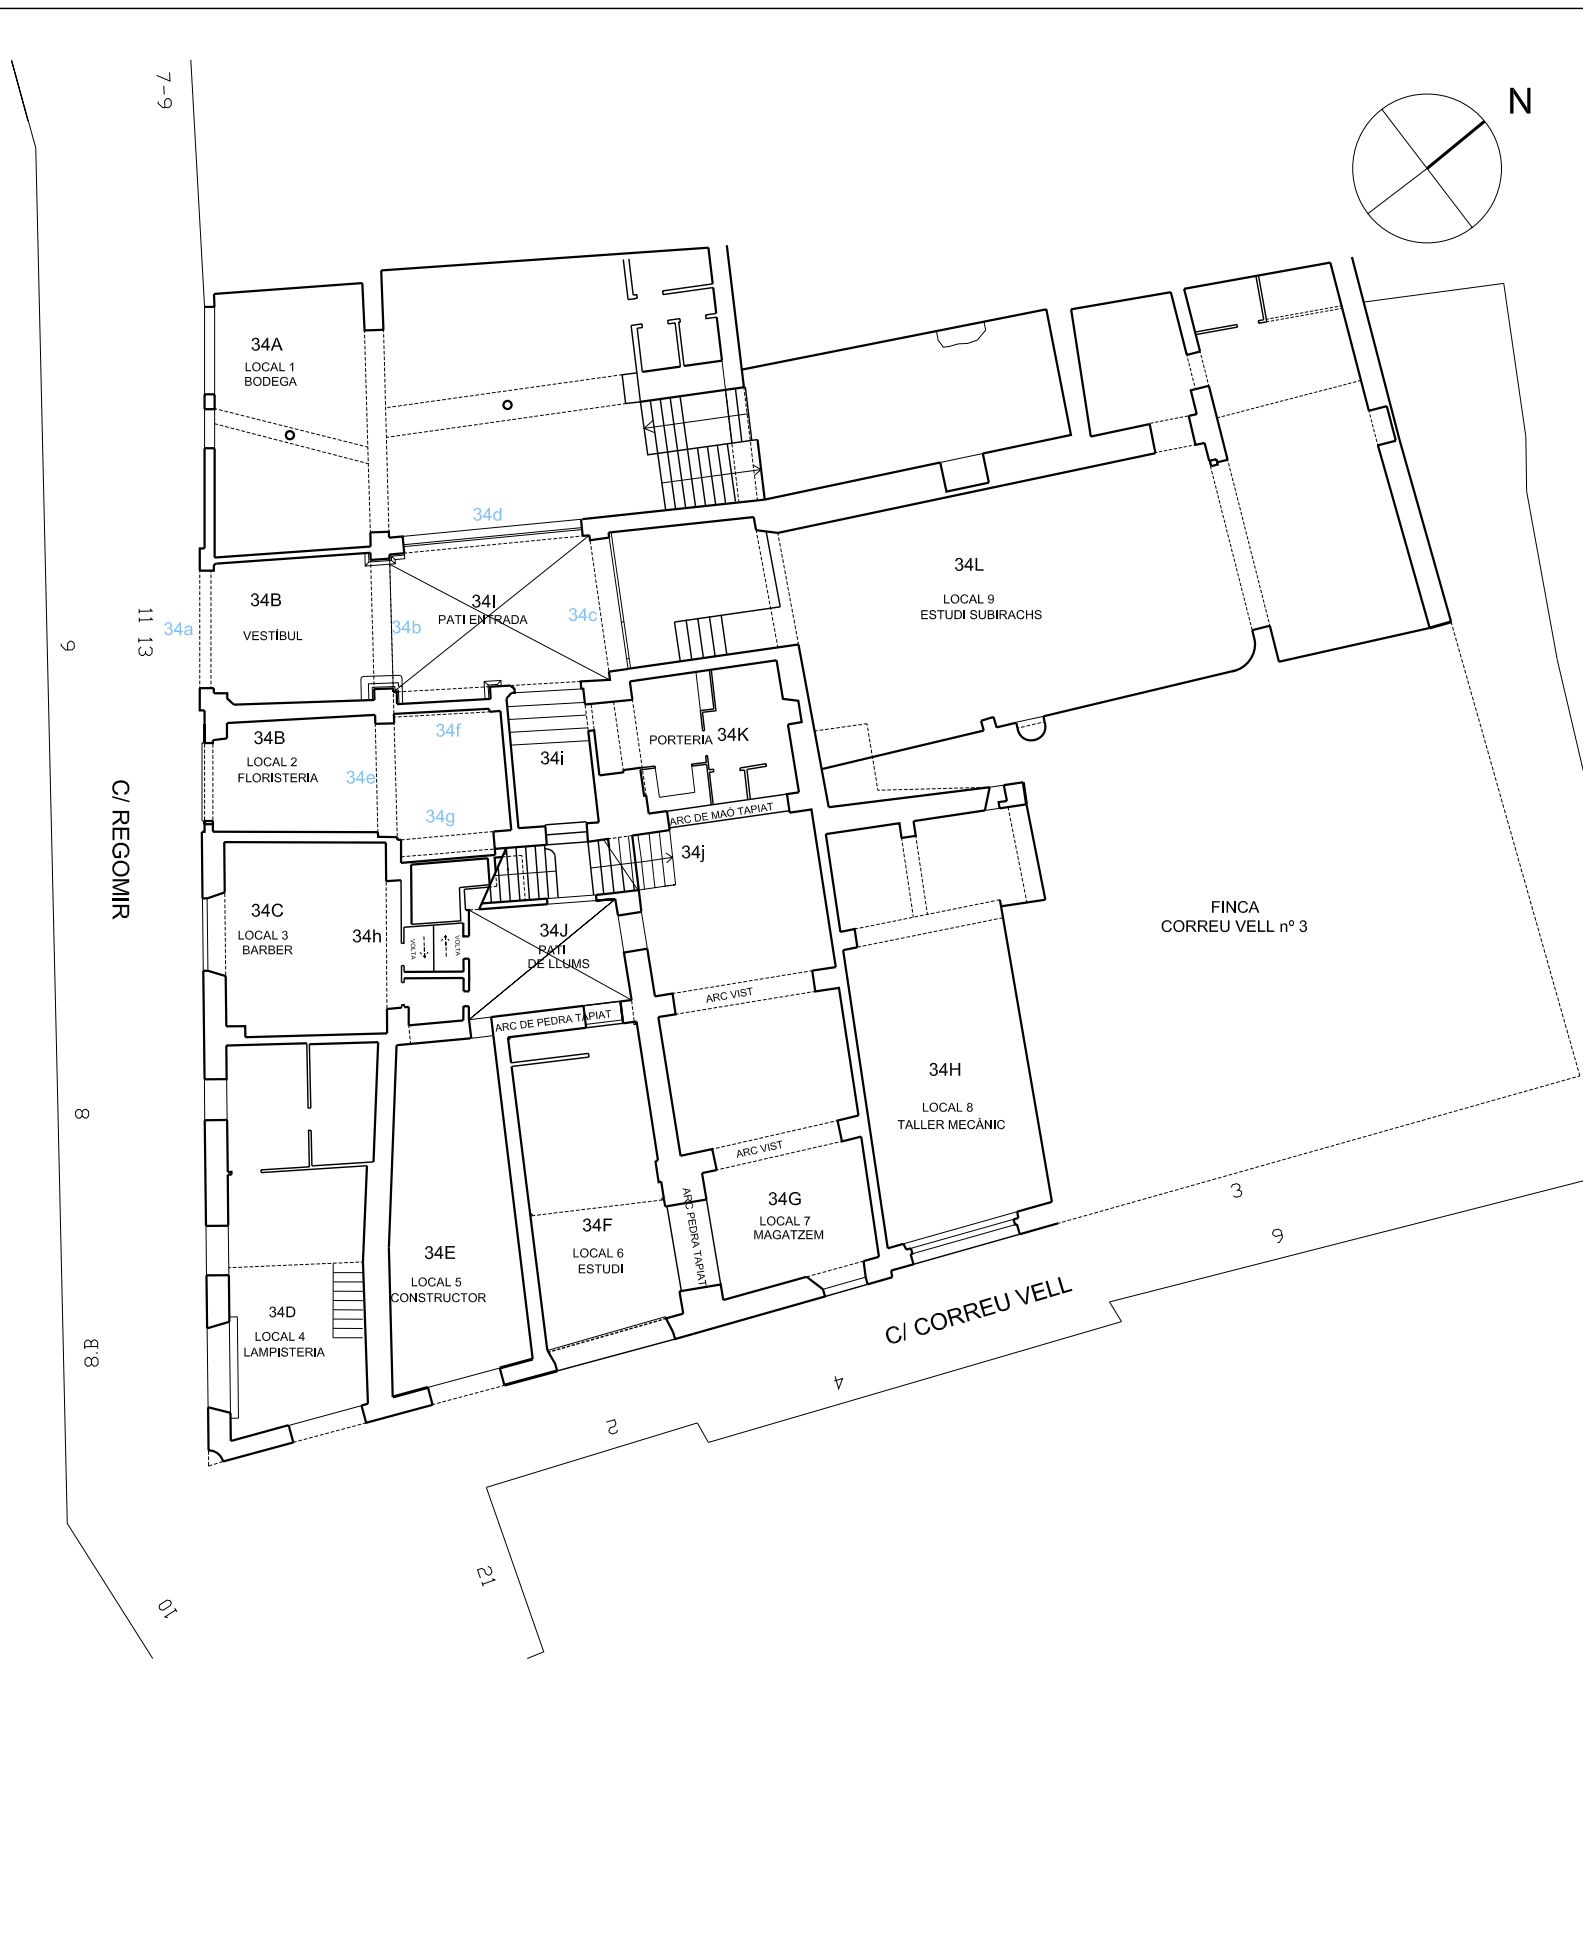 7-9
N
34A
LOCAL 1
BODEGA
34d
34L
LOCAL 9
ESTUDI SUBIRACHS
34B
VESTÍBUL
34I
PATI ENTRADA
34c
34b
34a
11 13
9
34f
34B
LOCAL 2
FLORISTERIA
34e
34i
PORTERIA
34K
34g
ARC DE MAÓ TAPIAT
34j
C/ REGOMIR
34C
LOCAL 3
BARBER
34h
VOLTA
VOLTA
34J
PATI
DE LLUMS
FINCA
CORREU VELL nº 3
ARC VIST
ARC DE PEDRA TAPIAT
34H
LOCAL 8
TALLER MECÀNIC
8
ARC VIST
ARC PEDRA TAPIAT
34G
LOCAL 7
MAGATZEM
34F
LOCAL 6
ESTUDI
34E
LOCAL 5
CONSTRUCTOR
34D
LOCAL 4
LAMPISTERIA
3
C/ CORREU VELL
4
2
21
10